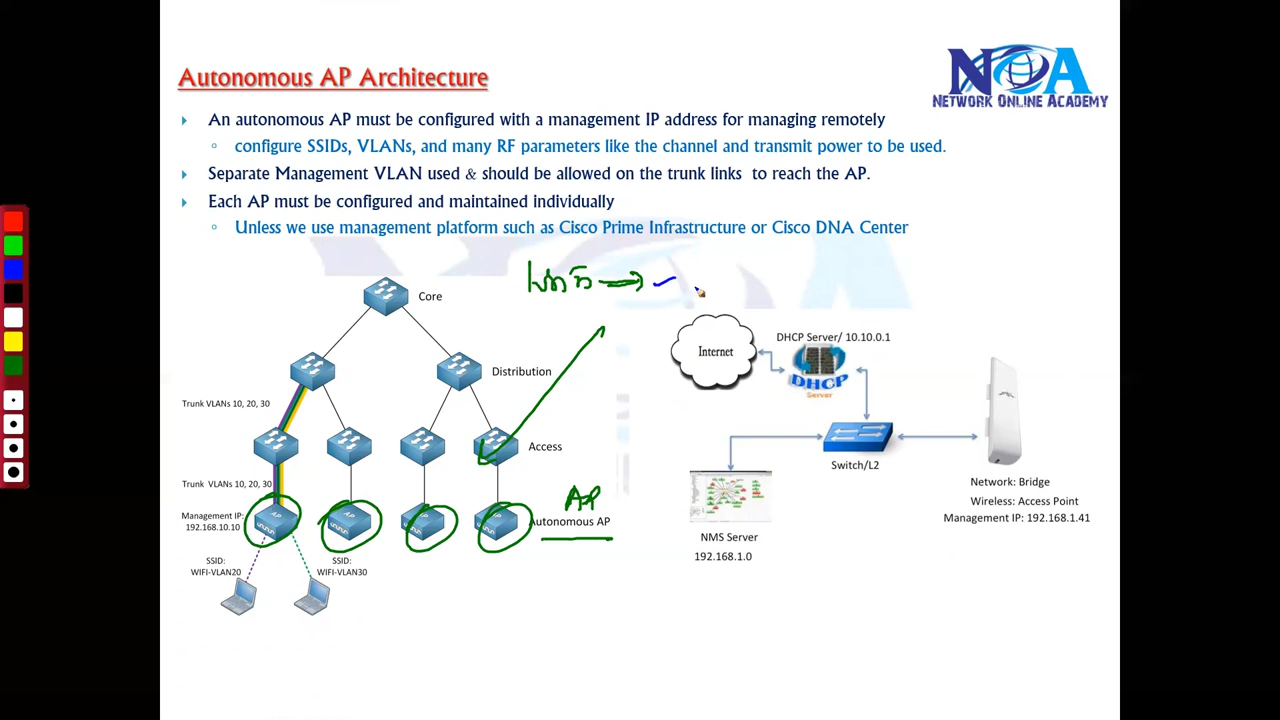 Autonomous AP Architecture
NOA
NETWORK ONLINE ACADEMY
An autonomous AP must be configured with a management IP address for managing remotely
configure SSIDs, VLANs, and many RF parameters like the channel and transmit power to be used.
Separate Management VLAN used & should be allowed on the trunk links to reach the AP.
Each AP must be configured and maintained individually
Unless we use management platform such as Cisco Prime Infrastructure or Cisco DNA Center
Core
Distribution
Trunk VLANs 10, 20, 30
Access
Trunk VLANs 10, 20, 30
Management IP:
192.168.10.10
AP
AP
AP
AP
AP
Autonomous AP
SSID:
WIFI-VLAN20
SSID:
WIFI-VLAN30
Internet
DHCP Server/ 10.10.0.1
DHCP
Server
Switch/L2
NMS Server
192.168.1.0
Network: Bridge
Wireless: Access Point
Management IP: 192.168.1.41